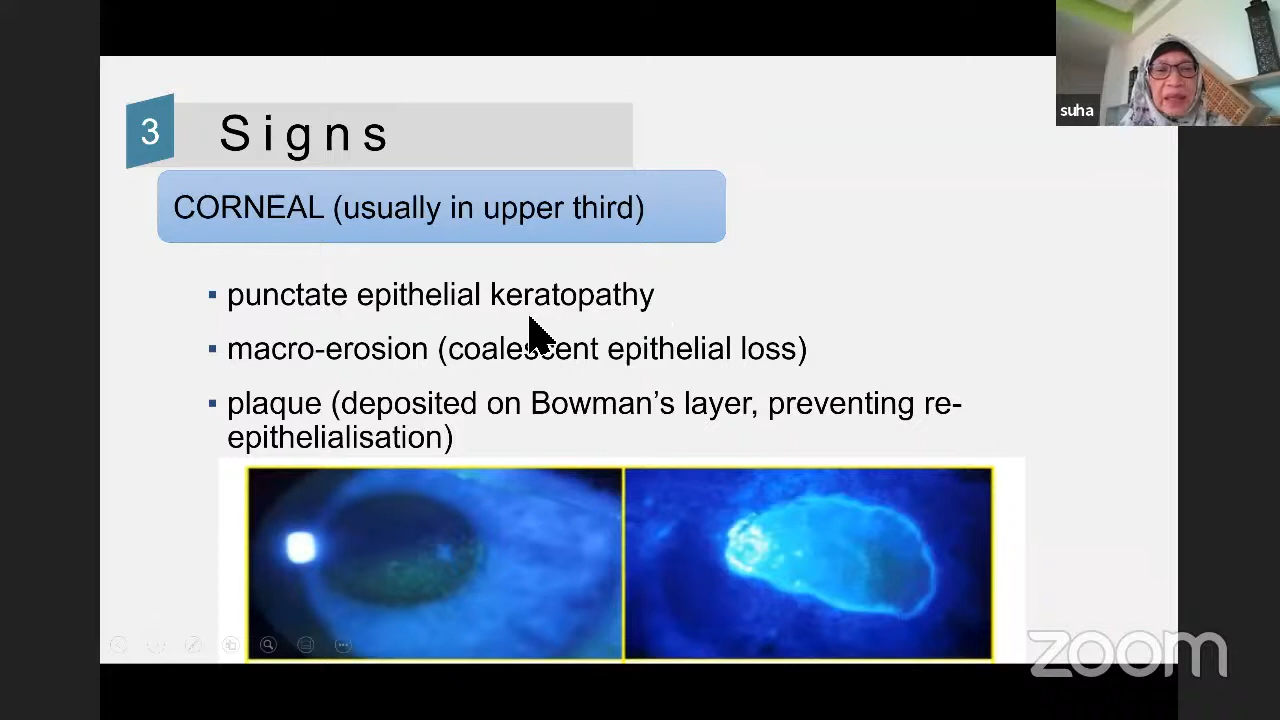 suha
3
Signs
CORNEAL (usually in upper third)
▪ punctate epithelial keratopathy
▪ macro-erosion (coalescent epithelial loss)
▪ plaque (deposited on Bowman’s layer, preventing re-
epithelialisation)
zoom